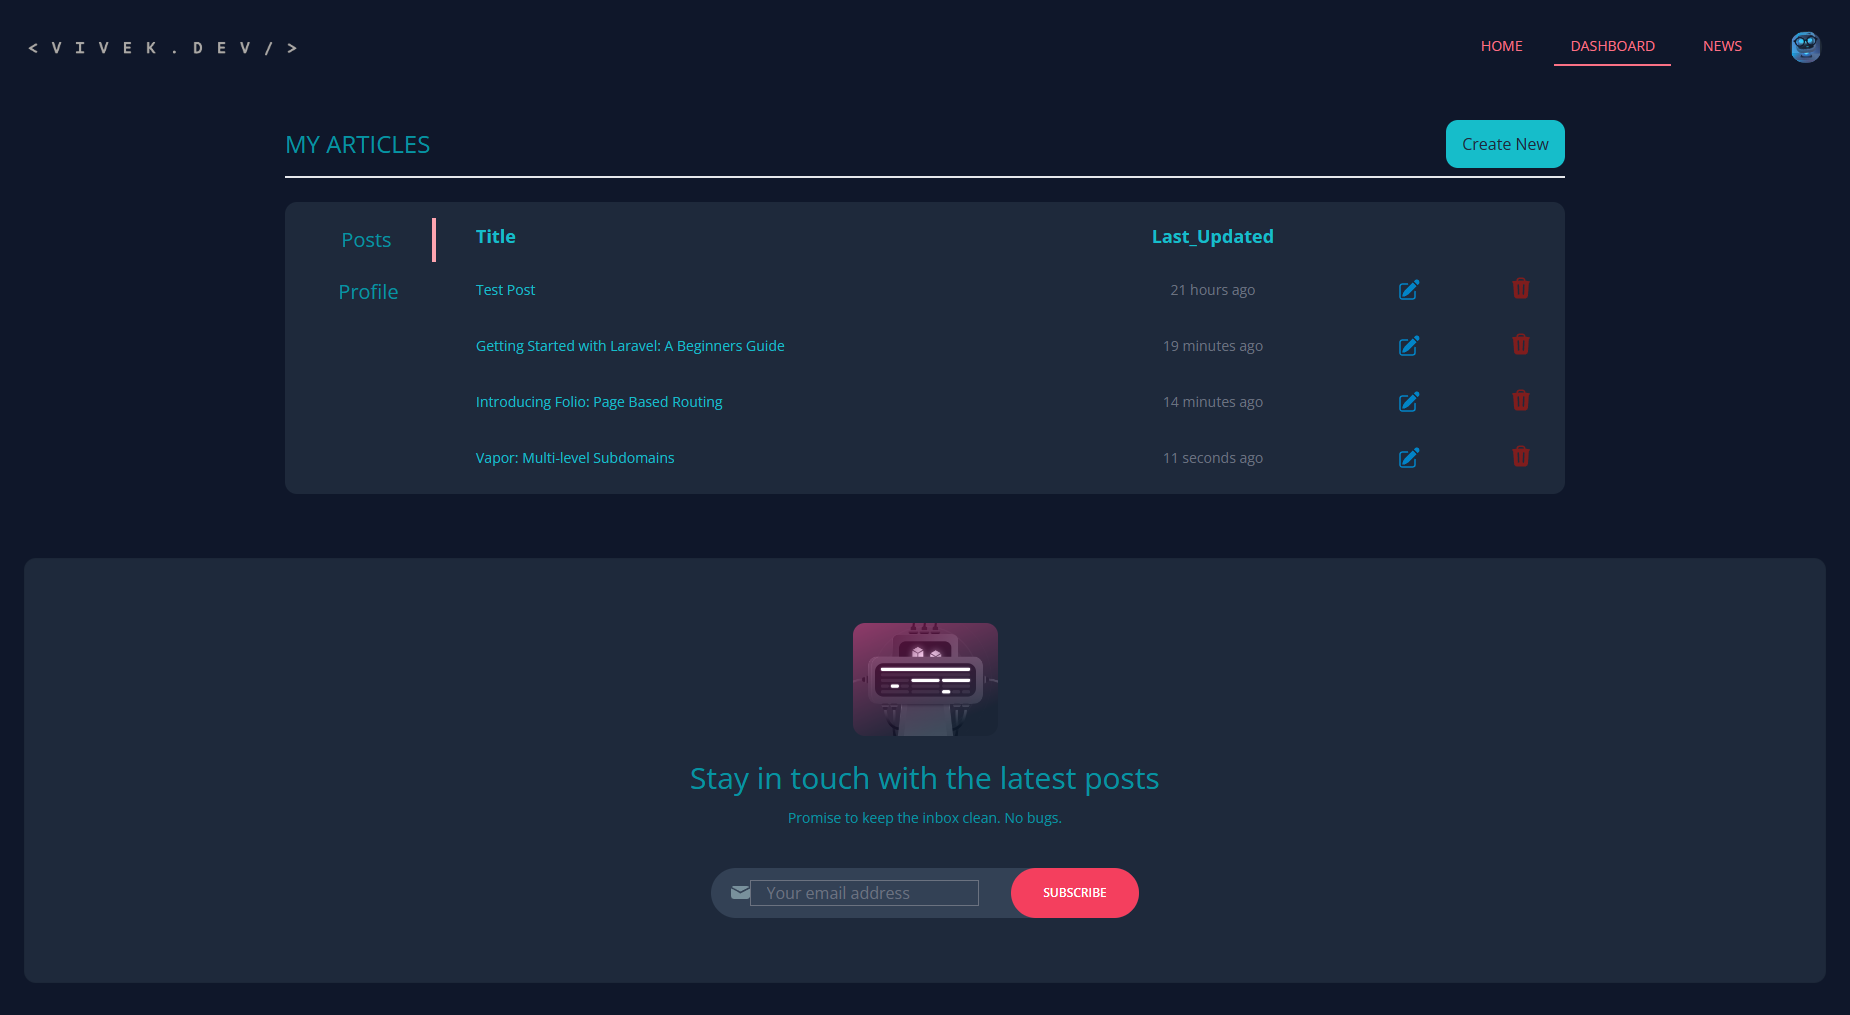 <VIVEK.DEV/>
HOME DASHBOARD NEWS
MY ARTICLES Create New
Posts Title Last_Updated
Profile
Test Post 21 hours ago
Getting Started with Laravel: A Beginners Guide 19 minutes ago
Introducing Folio: Page Based Routing 14 minutes ago
Vapor: Multi-level Subdomains 11 seconds ago
Stay in touch with the latest posts
Promise to keep the inbox clean. No bugs.
Your email address SUBSCRIBE